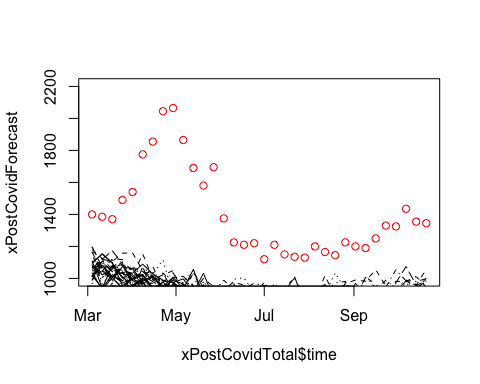 xPostCovidForecast
2200
1800
1400
1000
Mar May Jul Sep
xPostCovidTotal$time